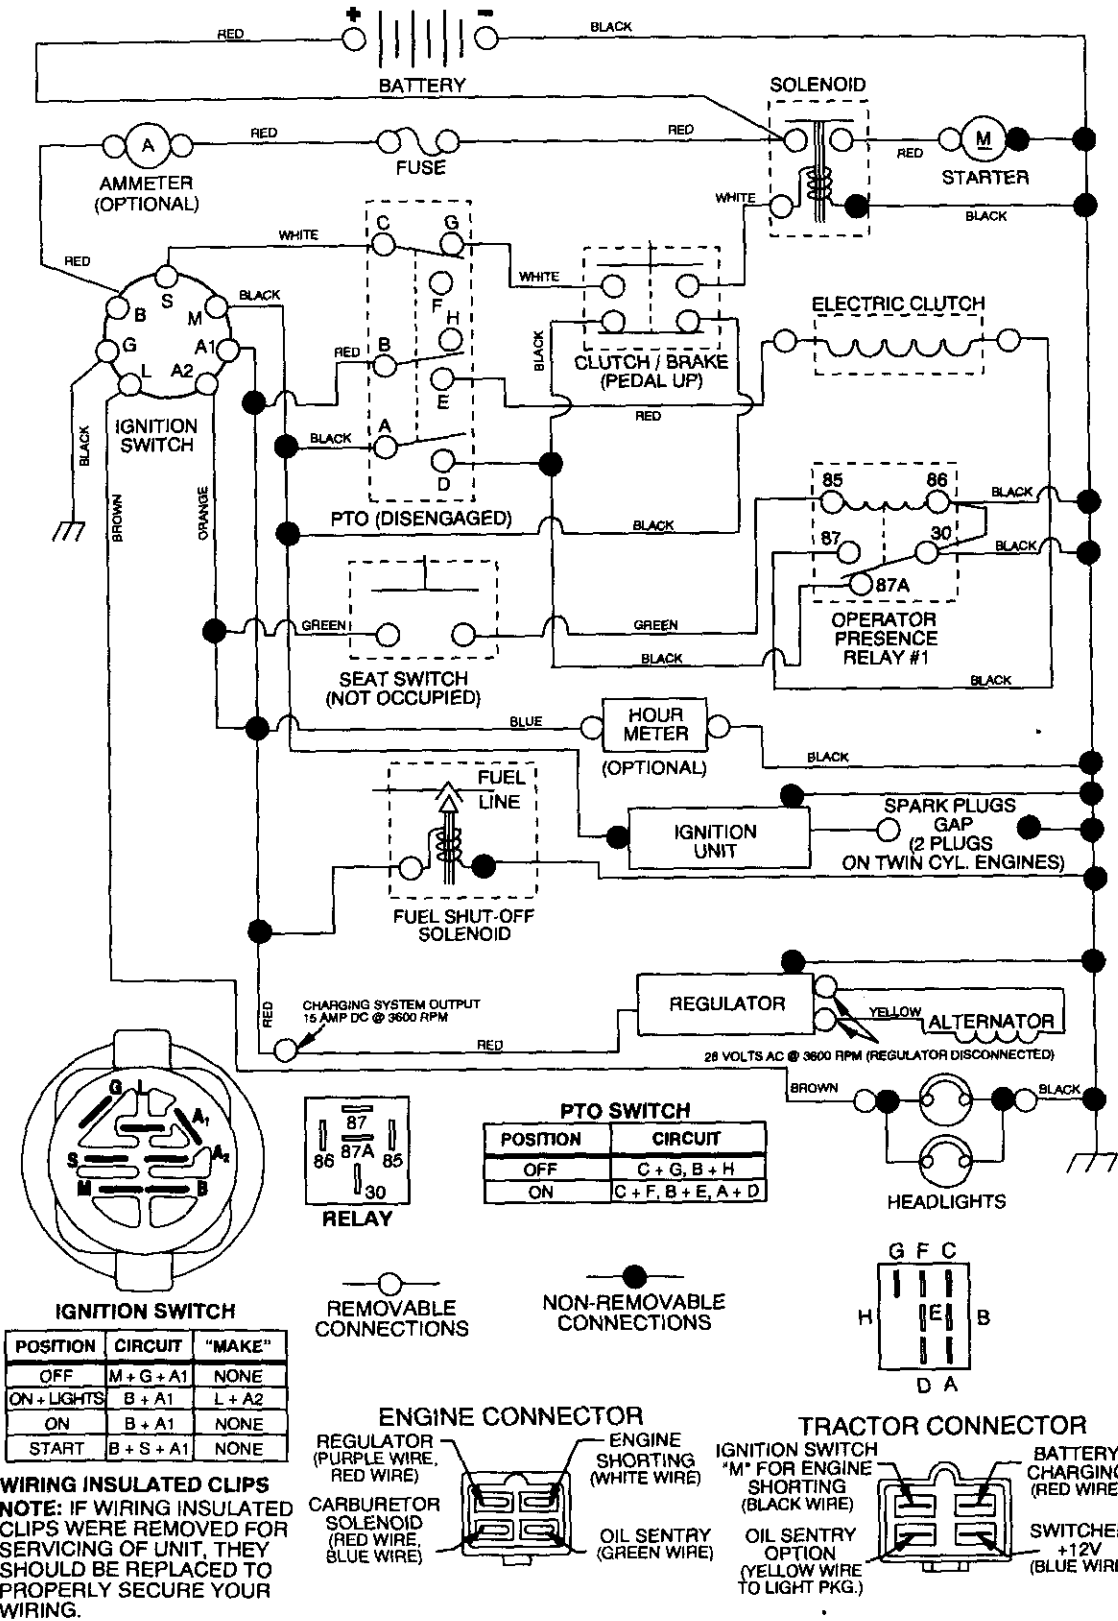 +
-
RED
BLACK
BATTERY
SOLENOID
A
RED
FUSE
RED
RED
M
AMMETER
(OPTIONAL)
STARTER
WHITE
BLACK
RED
WHITE
C
G
WHITE
F
H
S
B
M
BLACK
G
A1
L
A2
IGNITION
SWITCH
RED
B
E
BLACK
A
D
PTO (DISENGAGED)
BLACK
CLUTCH / BRAKE
(PEDAL UP)
ELECTRIC CLUTCH
RED
BLACK
BROWN
ORANGE
BLACK
85
86
BLACK
87
30
BLACK
87A
OPERATOR
PRESENCE
RELAY #1
GREEN
GREEN
BLACK
BLACK
SEAT SWITCH
(NOT OCCUPIED)
BLUE
HOUR
METER
(OPTIONAL)
BLACK
FUEL
LINE
IGNITION
UNIT
SPARK PLUGS
GAP
(2 PLUGS
ON TWIN CYL. ENGINES)
FUEL SHUT-OFF
SOLENOID
RED
CHARGING SYSTEM OUTPUT
15 AMP DC @ 3600 RPM
RED
REGULATOR
YELLOW
ALTERNATOR
28 VOLTS AC @ 3600 RPM (REGULATOR DISCONNECTED)
BROWN
BLACK
HEADLIGHTS
G
L
A1
S
A2
M
B
87
86
87A
85
30
RELAY
PTO SWITCH
POSITION CIRCUIT
OFF C + G, B + H
ON C + F, B + E, A + D
IGNITION SWITCH
REMOVABLE
CONNECTIONS
NON-REMOVABLE
CONNECTIONS
G F C
H
E
B
D A
POSITION CIRCUIT "MAKE"
OFF M + G + A1 NONE
ON + LIGHTS B + A1 L + A2
ON B + A1 NONE
START B + S + A1 NONE
WIRING INSULATED CLIPS
NOTE: IF WIRING INSULATED
CLIPS WERE REMOVED FOR
SERVICING OF UNIT, THEY
SHOULD BE REPLACED TO
PROPERLY SECURE YOUR
WIRING.
ENGINE CONNECTOR
REGULATOR
(PURPLE WIRE,
RED WIRE)
ENGINE
SHORTING
(WHITE WIRE)
CARBURETOR
SOLENOID
(RED WIRE,
BLUE WIRE)
OIL SENTRY
(GREEN WIRE)
TRACTOR CONNECTOR
IGNITION SWITCH
"M" FOR ENGINE
SHORTING
(BLACK WIRE)
BATTERY
CHARGING
(RED WIRE
OIL SENTRY
OPTION
(YELLOW WIRE
TO LIGHT PKG.)
SWITCHE
+12V
(BLUE WIR